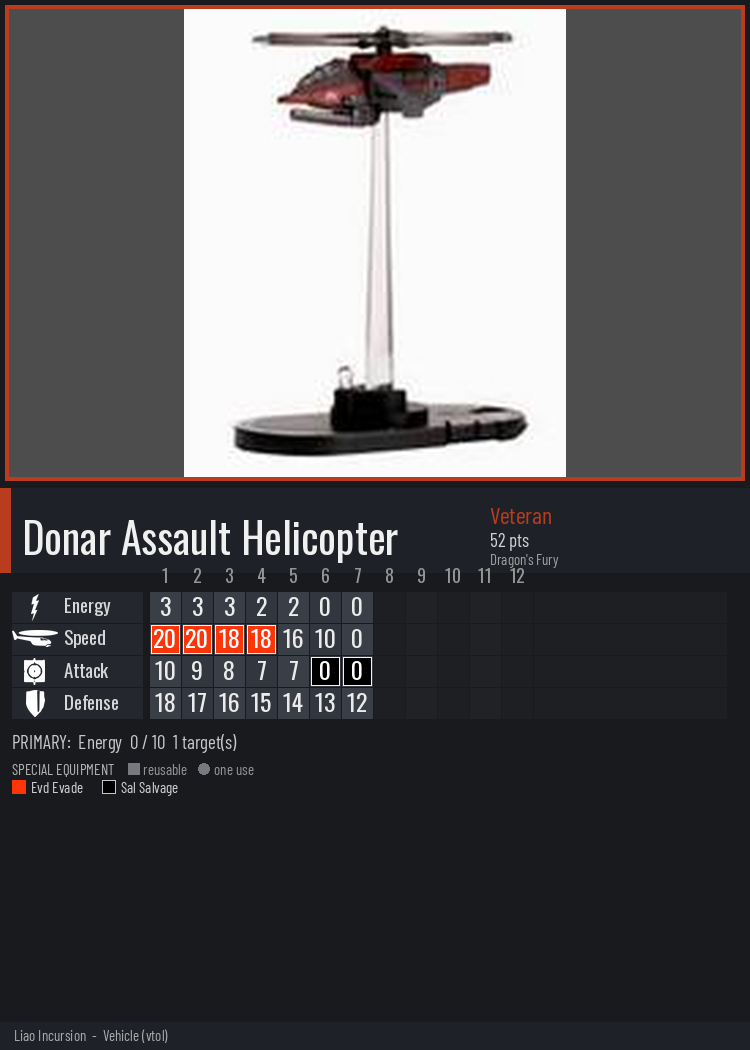 Donar Assault Helicopter
Veteran
52 pts
Dragon's Fury
1 2 3 4 5 6 7 8 9 10 11 12
Energy 3 3 3 2 2 0 0
Speed 20 20 18 18 16 10 0
Attack 10 9 8 7 7 0 0
Defense 18 17 16 15 14 13 12
PRIMARY: Energy 0 / 10 1 target(s)
SPECIAL EQUIPMENT reusable one use
Evd Evade Sal Salvage
Liao Incursion - Vehicle (vtol)